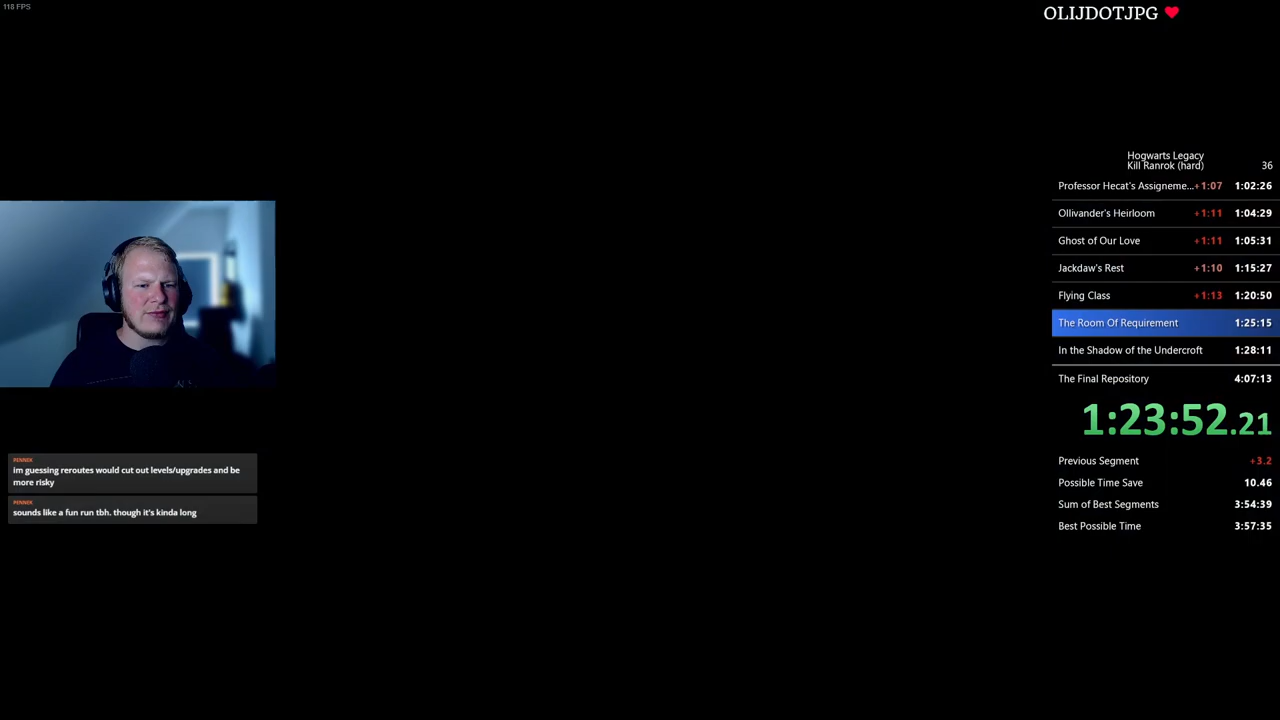 118 FPS
OLIJDOTJPG
Hogwarts Legacy
Kill Ranrok (hard) 36
Professor Hecat's Assigneme... +1:07 1:02:26
Ollivander's Heirloom +1:11 1:04:29
Ghost of Our Love +1:11 1:05:31
Jackdaw's Rest +1:10 1:15:27
Flying Class +1:13 1:20:50
The Room Of Requirement 1:25:15
In the Shadow of the Undercroft 1:28:11
The Final Repository 4:07:13
1:23:52.21
Previous Segment +3.2
Possible Time Save 10.46
Sum of Best Segments 3:54:39
Best Possible Time 3:57:35
im guessing reroutes would cut out levels/upgrades and be
more risky
sounds like a fun run tbh. though it's kinda long